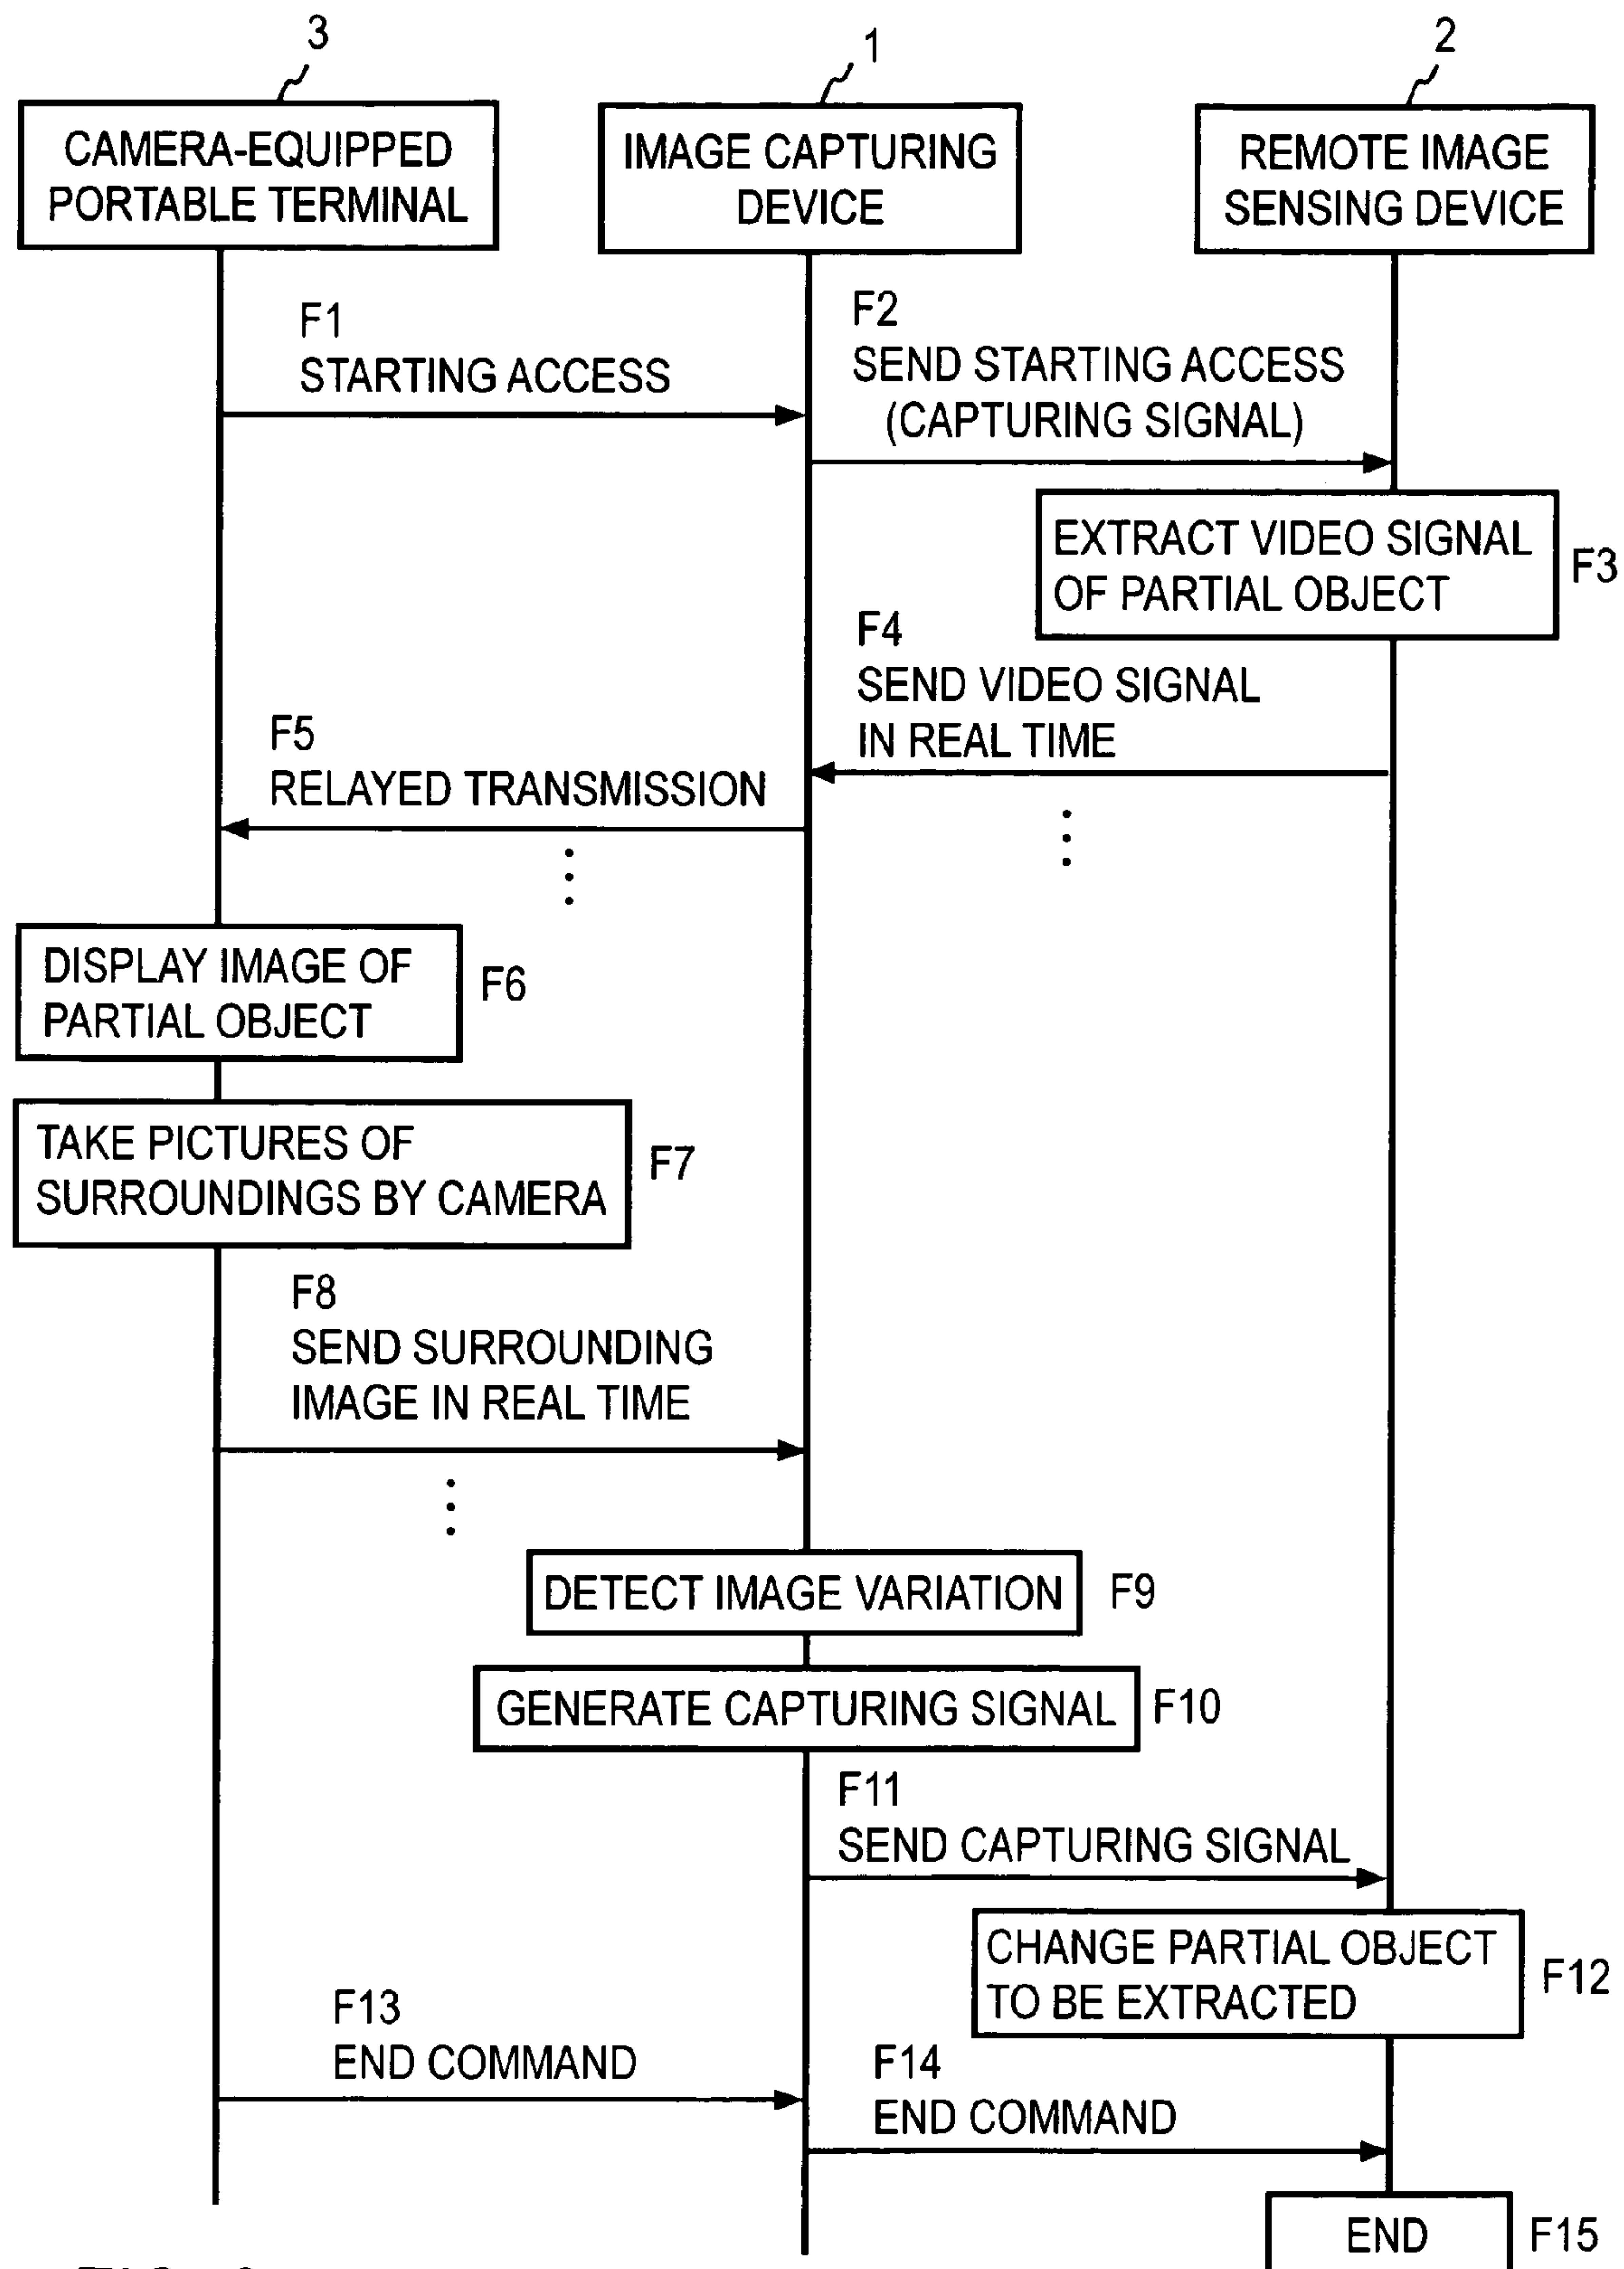 3
1
2
CAMERA-EQUIPPED
PORTABLE TERMINAL
IMAGE CAPTURING
DEVICE
REMOTE IMAGE
SENSING DEVICE
F1
STARTING ACCESS
F2
SEND STARTING ACCESS
(CAPTURING SIGNAL)
EXTRACT VIDEO SIGNAL
OF PARTIAL OBJECT
F3
F4
SEND VIDEO SIGNAL
IN REAL TIME
F5
RELAYED TRANSMISSION
DISPLAY IMAGE OF
PARTIAL OBJECT
F6
TAKE PICTURES OF
SURROUNDINGS BY CAMERA
F7
F8
SEND SURROUNDING
IMAGE IN REAL TIME
DETECT IMAGE VARIATION
F9
GENERATE CAPTURING SIGNAL
F10
F11
SEND CAPTURING SIGNAL
CHANGE PARTIAL OBJECT
TO BE EXTRACTED
F12
F13
END COMMAND
F14
END COMMAND
END
F15